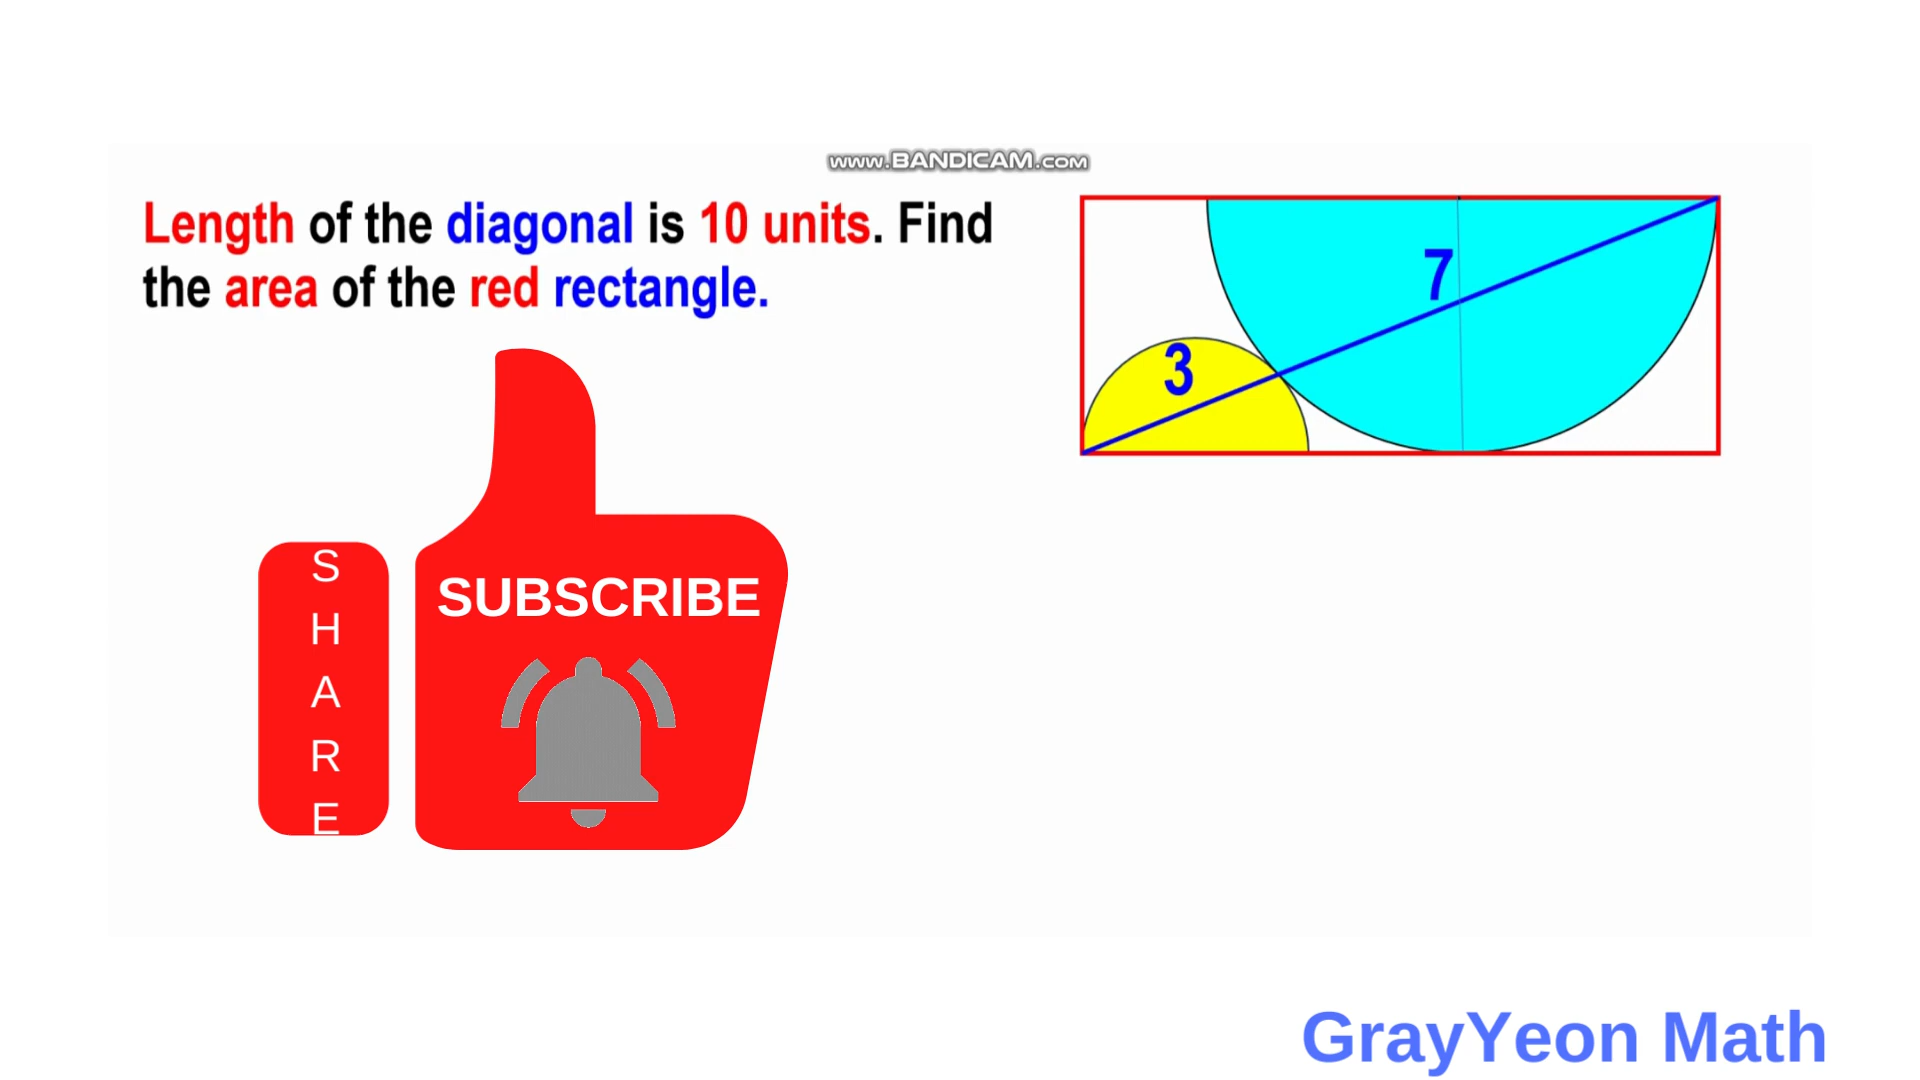 www.BANDICAM.com
Length of the diagonal is 10 units. Find
the area of the red rectangle.
7
3
S
H
A
R
E
SUBSCRIBE
GrayYeon Math